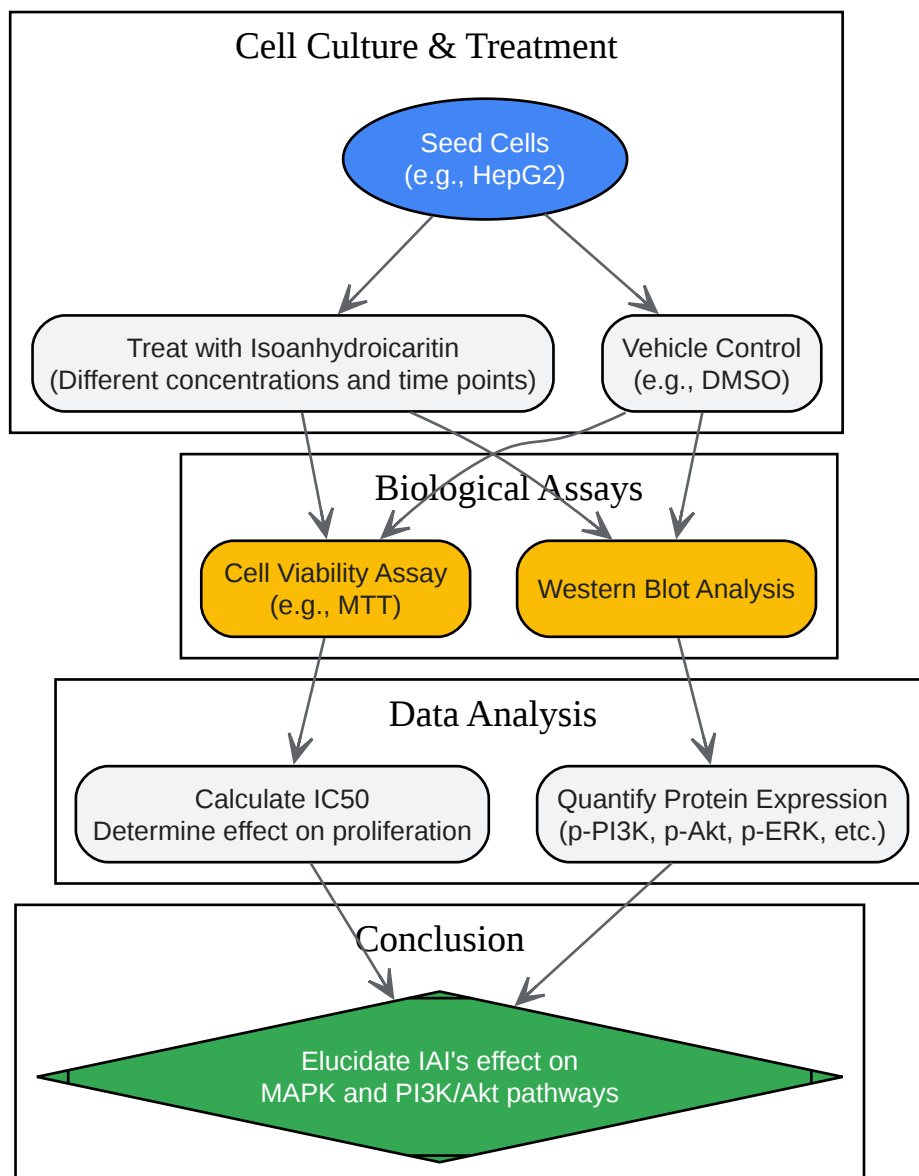 Cell Culture & Treatment
Seed Cells
(e.g., HepG2)
Treat with Isoanhydroicaritin
(Different concentrations and time points)
Vehicle Control
(e.g., DMSO)
Biological Assays
Cell Viability Assay
(e.g., MTT)
Western Blot Analysis
Data Analysis
Calculate IC50
Determine effect on proliferation
Quantify Protein Expression
(p-PI3K, p-Akt, p-ERK, etc.)
Conclusion
Elucidate IAI's effect on
MAPK and PI3K/Akt pathways